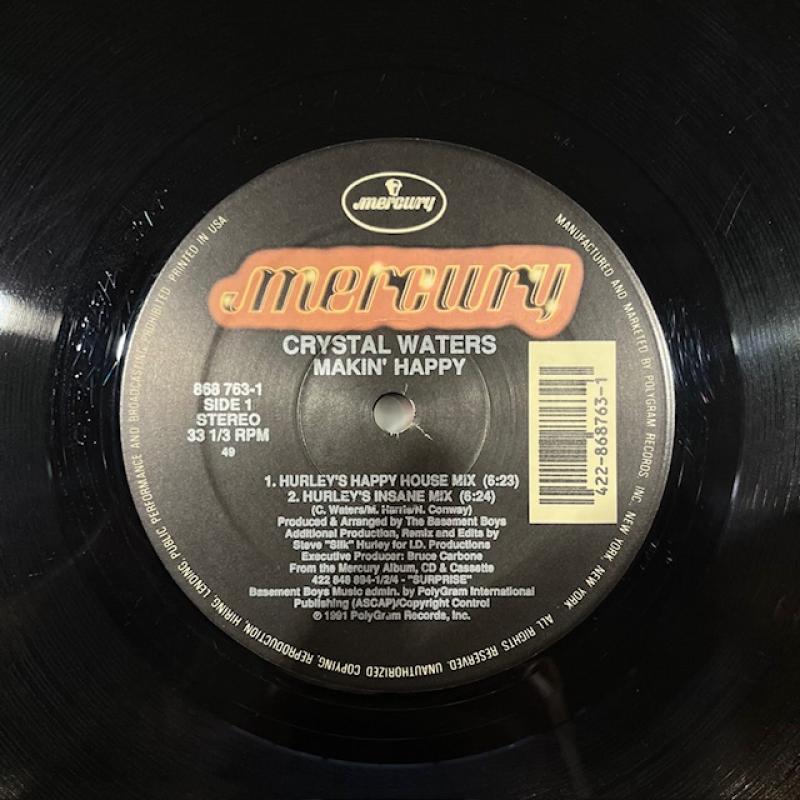 mercury
mercury
CRYSTAL WATERS
MAKIN' HAPPY
868 763-1
SIDE 1
STEREO
33 1/3 RPM
49
422-868763-1
1. HURLEY'S HAPPY HOUSE MIX (6:23)
2. HURLEY'S INSANE MIX (6:24)
(C. Waters/M. Harris/N. Conway)
Produced & Arranged by The Basement Boys
Additional Production, Remix and Edits by
Steve "Silk" Hurley for I.D. Productions
Executive Producer: Bruce Carbone
From the Mercury Album, CD & Cassette
422 848 894-1/2/4 - "SURPRISE"
Basement Boys Music admin. by PolyGram International
Publishing (ASCAP)/Copyright Control
℗ 1991 PolyGram Records, Inc.
MANUFACTURED AND MARKETED BY POLYGRAM RECORDS, INC. NEW YORK, NEW YORK. ALL RIGHTS RESERVED. UNAUTHORIZED COPYING, REPRODUCTION, HIRING, LENDING, PUBLIC PERFORMANCE AND BROADCASTING PROHIBITED. PRINTED IN USA